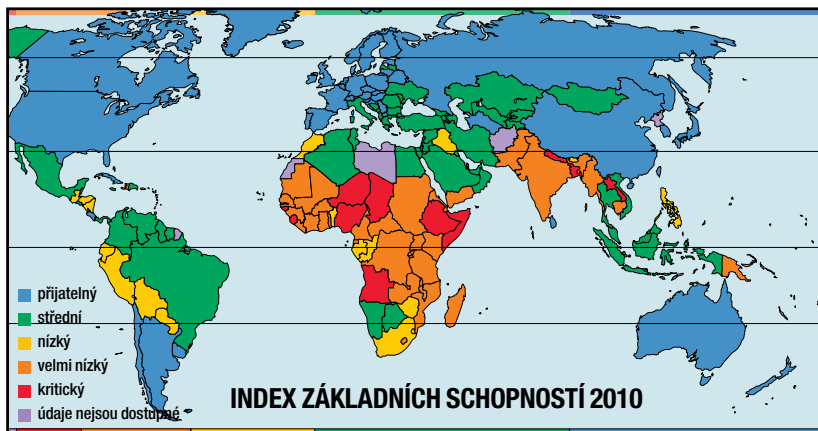 přijatelný
střední
nízký
velmi nízký
kritický
údaje nejsou dostupné
INDEX ZÁKLADNÍCH SCHOPNOSTÍ 2010